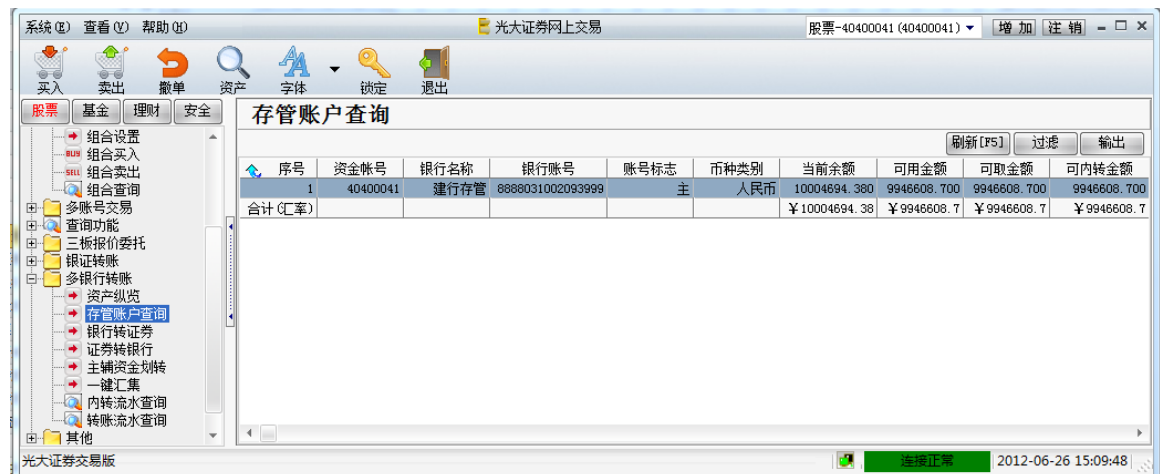 系统(E) 查看(V) 帮助(H) 光大证券网上交易 股票-40400041(40400041) 增 加 注 销
买入 卖出 撤单 资产 字体 锁定 退出
股票 基金 理财 安全
存管账户查询
刷新[F5] 过滤 输出
组合设置
BUY 组合买入
SELL 组合卖出
组合查询
多账号交易
查询功能
三板报价委托
银证转账
多银行转账
资产纵览
存管账户查询
银行转证券
证券转银行
主辅资金划转
一键汇集
内转流水查询
转账流水查询
其他
序号 资金帐号 银行名称 银行账号 账号标志 币种类别 当前余额 可用金额 可取金额 可内转金额
1 40400041 建行存管 8888031002093999 主 人民币 10004694.380 9946608.700 9946608.700 9946608.700
合计(汇率) ¥10004694.38 ¥9946608.7 ¥9946608.7 ¥9946608.7
光大证券交易版 连接正常 2012-06-26 15:09:48